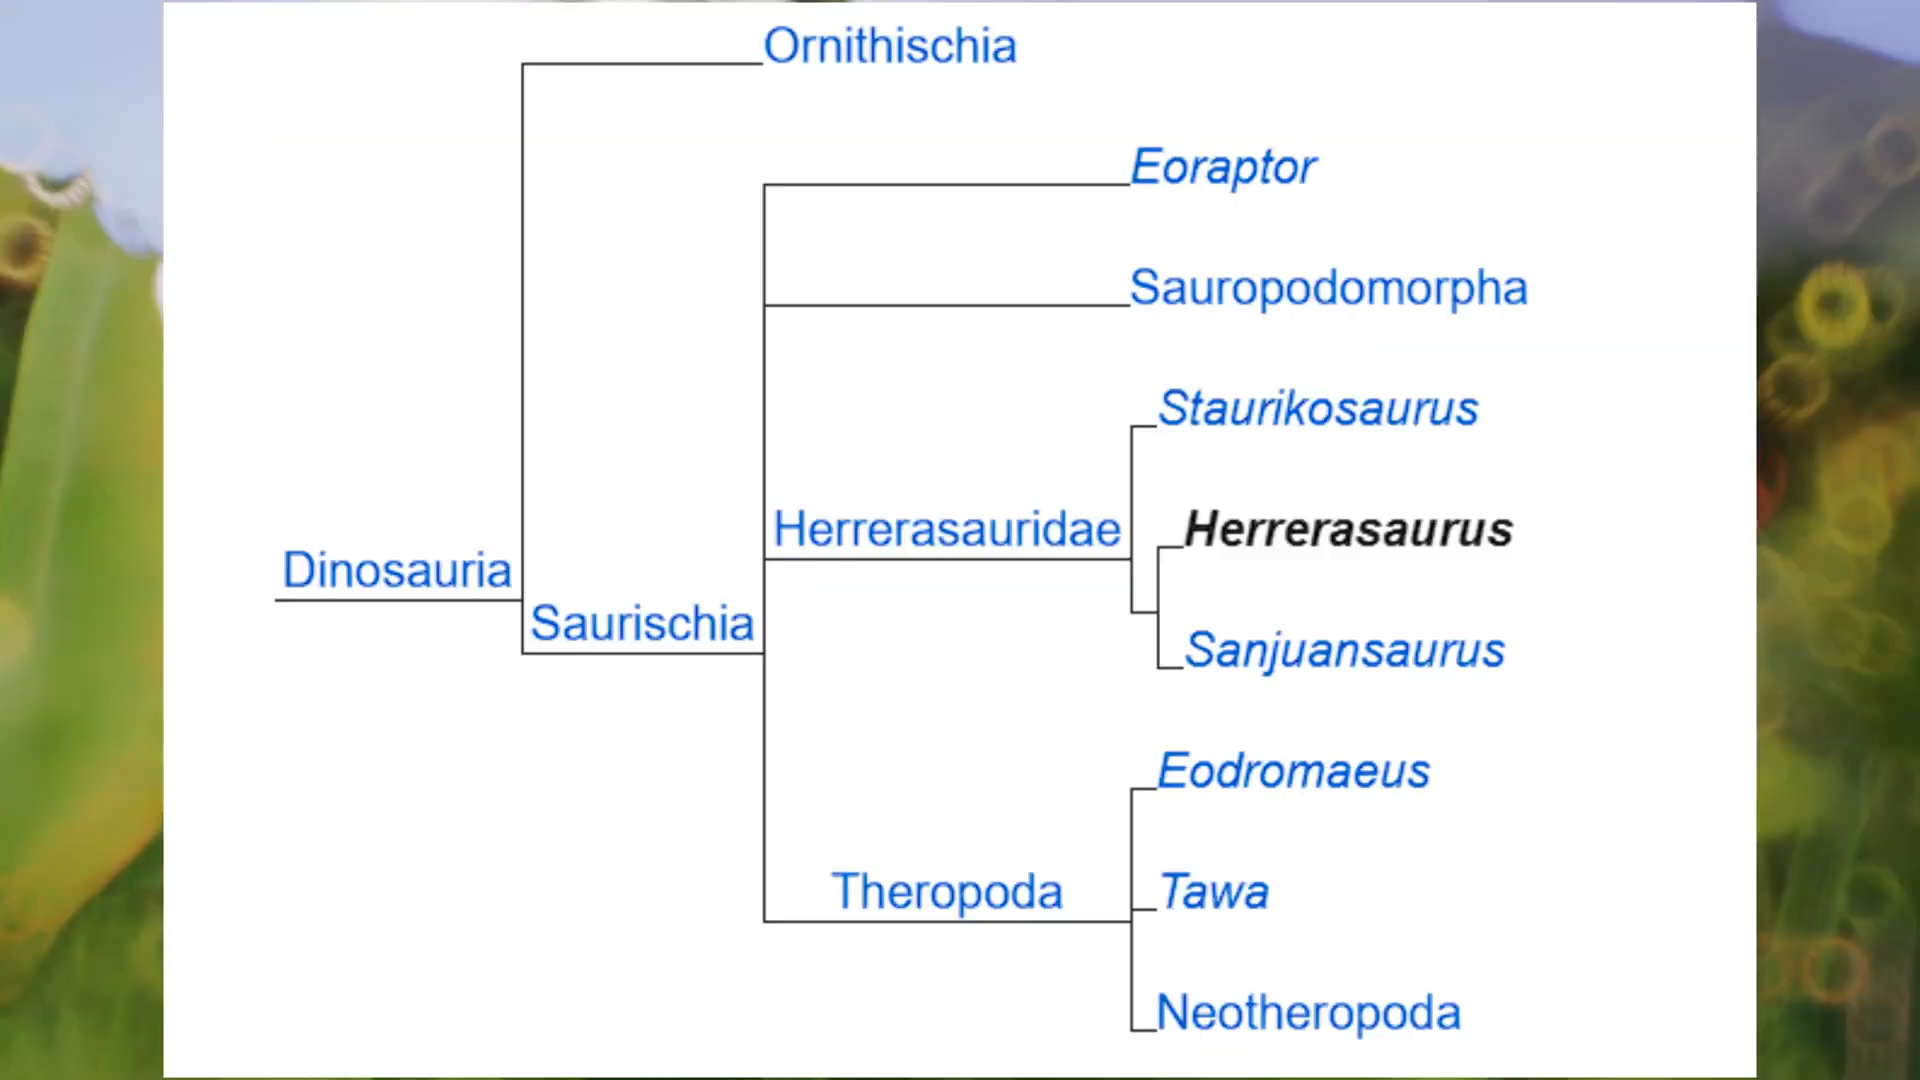 Ornithischia
Eoraptor
Sauropodomorpha
Staurikosaurus
Herrerasauridae
Herrerasaurus
Dinosauria
Saurischia
Sanjuansaurus
Eodromaeus
Theropoda
Tawa
Neotheropoda